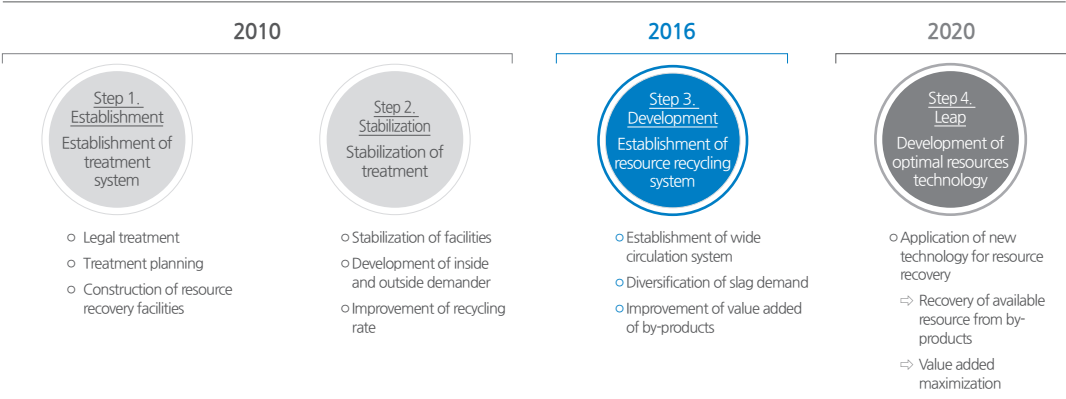 2010
2016
2020
Step 1.
Establishment
Establishment of
treatment
system
Step 2.
Stabilization
Stabilization of
treatment
Step 3.
Development
Establishment of
resource recycling
system
Step 4.
Leap
Development of
optimal resources
technology
Legal treatment
Treatment planning
Construction of resource
recovery facilities
Stabilization of facilities
Development of inside
and outside demander
Improvement of recycling
rate
Establishment of wide
circulation system
Diversification of slag demand
Improvement of value added
of by-products
Application of new
technology for resource
recovery
⇨ Recovery of available
resource from by-
products
⇨ Value added
maximization